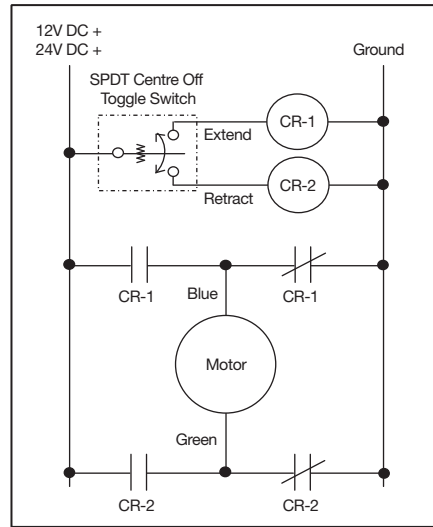 12V DC +
24V DC +
Ground
SPDT Centre Off
Toggle Switch
Extend
CR-1
CR-2
Retract
Blue
CR-1
CR-1
Motor
Green
CR-2
CR-2